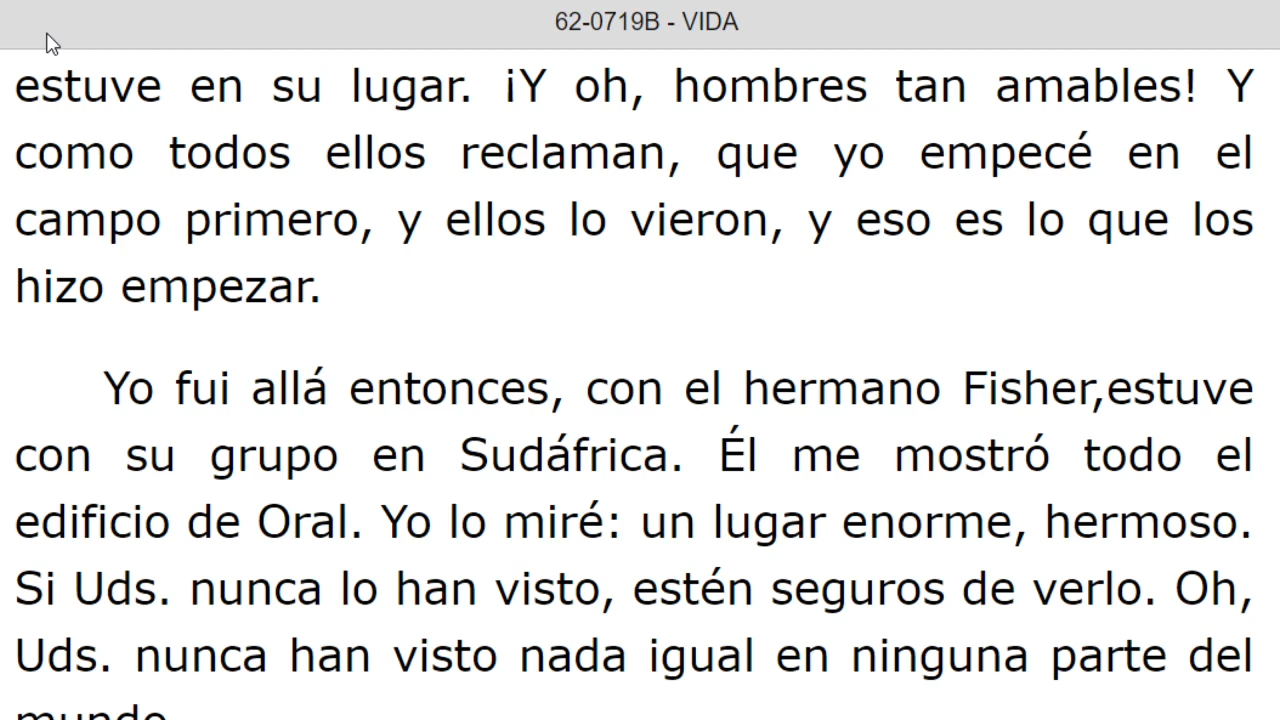 62-0719B - VIDA
estuve en su lugar. ¡Y oh, hombres tan amables! Y
como todos ellos reclaman, que yo empecé en el
campo primero, y ellos lo vieron, y eso es lo que los
hizo empezar.
Yo fui allá entonces, con el hermano Fisher,estuve
con su grupo en Sudáfrica. Él me mostró todo el
edificio de Oral. Yo lo miré: un lugar enorme, hermoso.
Si Uds. nunca lo han visto, estén seguros de verlo. Oh,
Uds. nunca han visto nada igual en ninguna parte del
mundo